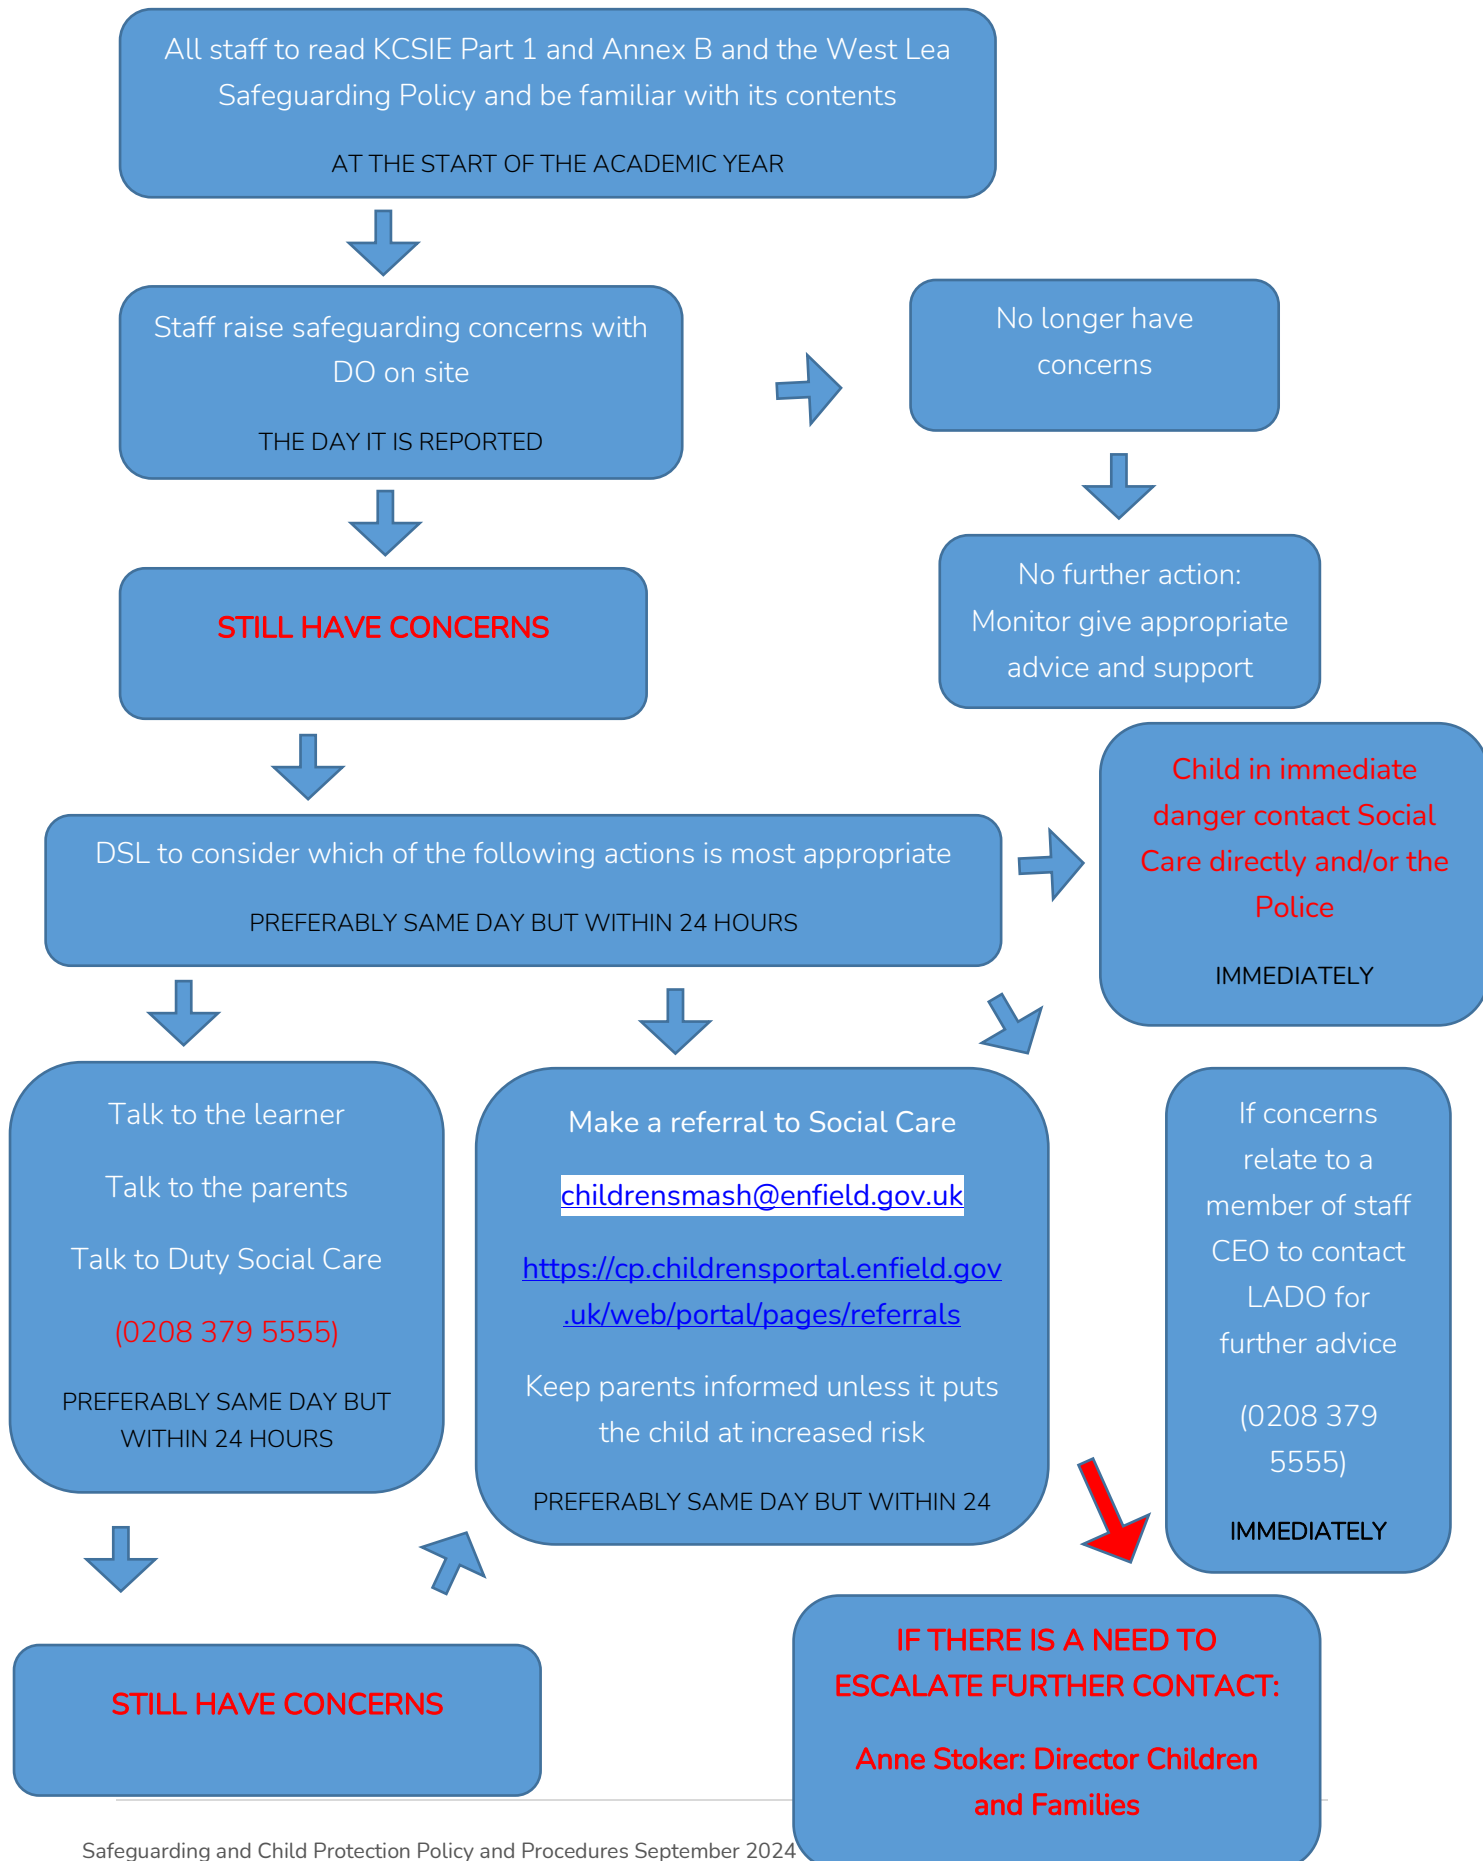 All staff to read KCSIE Part 1 and Annex B and the West Lea
Safeguarding Policy and be familiar with its contents
AT THE START OF THE ACADEMIC YEAR
Staff raise safeguarding concerns with
DO on site
THE DAY IT IS REPORTED
No longer have
concerns
STILL HAVE CONCERNS
No further action:
Monitor give appropriate
advice and support
DSL to consider which of the following actions is most appropriate
PREFERABLY SAME DAY BUT WITHIN 24 HOURS
Child in immediate
danger contact Social
Care directly and/or the
Police
IMMEDIATELY
Talk to the learner
Talk to the parents
Talk to Duty Social Care
(0208 379 5555)
PREFERABLY SAME DAY BUT
WITHIN 24 HOURS
Make a referral to Social Care
childrensmash@enfield.gov.uk
https://cp.childrensportal.enfield.gov
.uk/web/portal/pages/referrals
Keep parents informed unless it puts
the child at increased risk
PREFERABLY SAME DAY BUT WITHIN 24
If concerns
relate to a
member of staff
CEO to contact
LADO for
further advice
(0208 379
5555)
IMMEDIATELY
STILL HAVE CONCERNS
IF THERE IS A NEED TO
ESCALATE FURTHER CONTACT:
Anne Stoker: Director Children
and Families
Safeguarding and Child Protection Policy and Procedures September 2024